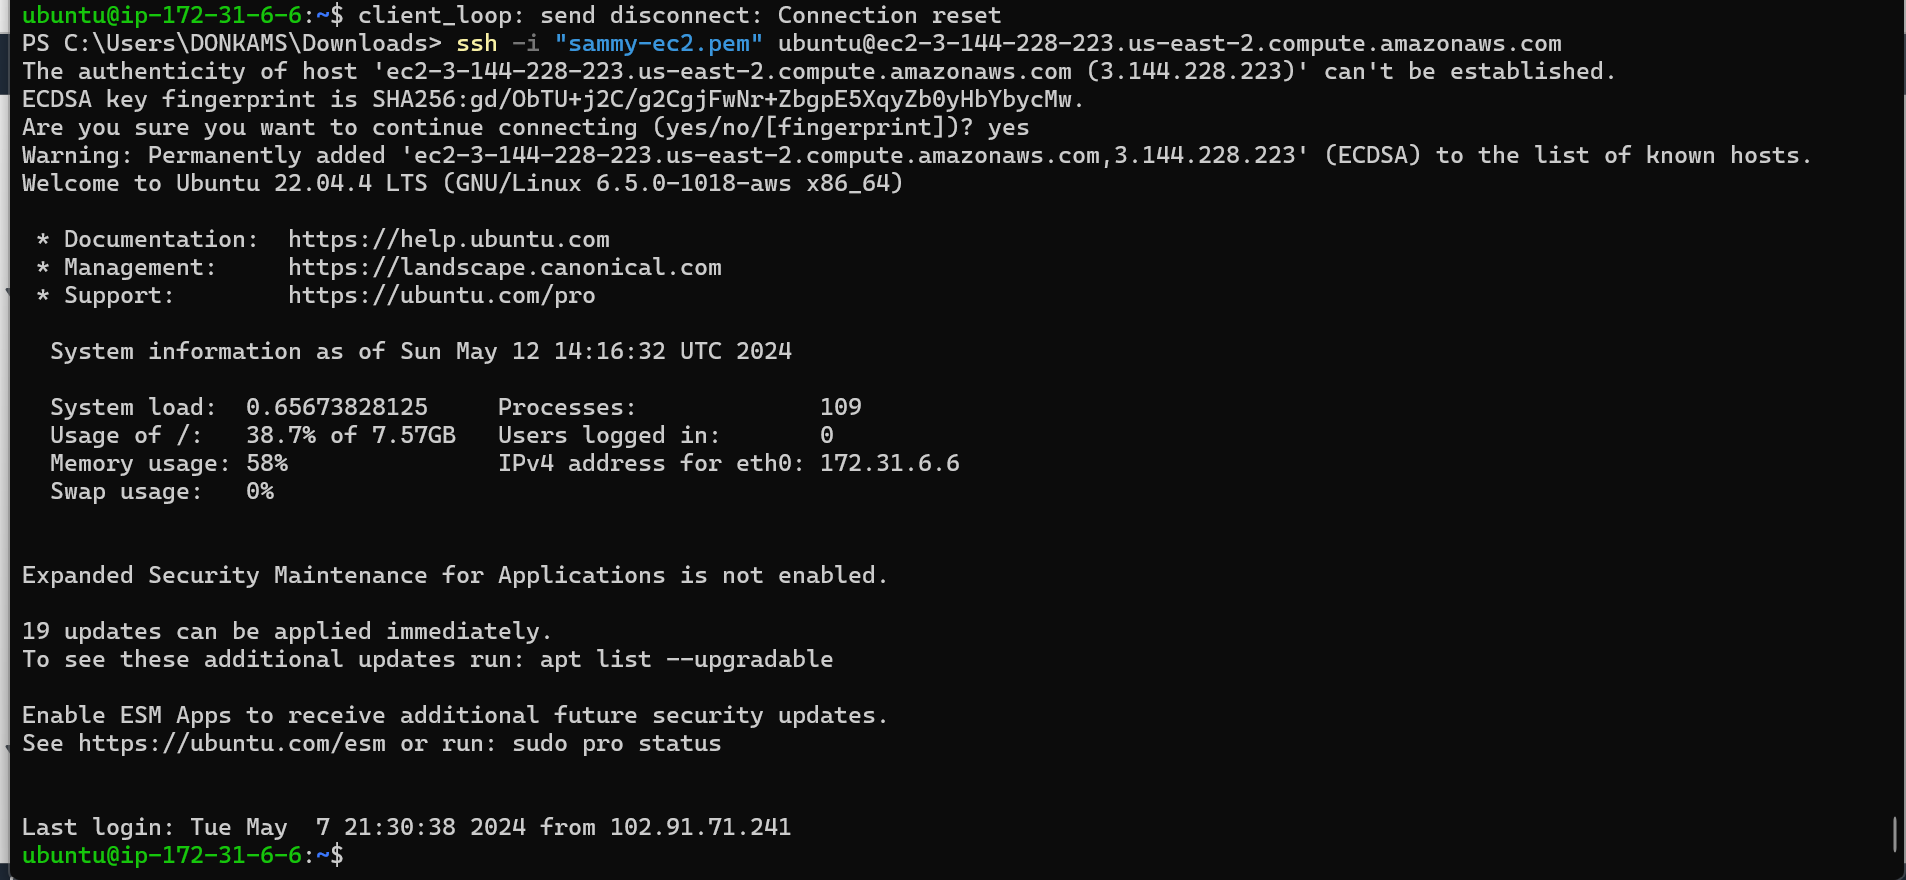 ubuntu@ip-172-31-6-6:~$ client_loop: send disconnect: Connection reset
PS C:\Users\DONKAMS\Downloads> ssh -i "sammy-ec2.pem" ubuntu@ec2-3-144-228-223.us-east-2.compute.amazonaws.com
The authenticity of host 'ec2-3-144-228-223.us-east-2.compute.amazonaws.com (3.144.228.223)' can't be established.
ECDSA key fingerprint is SHA256:gd/ObTU+j2C/g2CgjFwNr+ZbgpE5XqyZb0yHbYbycMw.
Are you sure you want to continue connecting (yes/no/[fingerprint])? yes
Warning: Permanently added 'ec2-3-144-228-223.us-east-2.compute.amazonaws.com,3.144.228.223' (ECDSA) to the list of known hosts.
Welcome to Ubuntu 22.04.4 LTS (GNU/Linux 6.5.0-1018-aws x86_64)

 * Documentation:  https://help.ubuntu.com
 * Management:     https://landscape.canonical.com
 * Support:        https://ubuntu.com/pro

  System information as of Sun May 12 14:16:32 UTC 2024

  System load:  0.65673828125     Processes:             109
  Usage of /:   38.7% of 7.57GB   Users logged in:       0
  Memory usage: 58%               IPv4 address for eth0: 172.31.6.6
  Swap usage:   0%

Expanded Security Maintenance for Applications is not enabled.

19 updates can be applied immediately.
To see these additional updates run: apt list --upgradable

Enable ESM Apps to receive additional future security updates.
See https://ubuntu.com/esm or run: sudo pro status

Last login: Tue May  7 21:30:38 2024 from 102.91.71.241
ubuntu@ip-172-31-6-6:~$